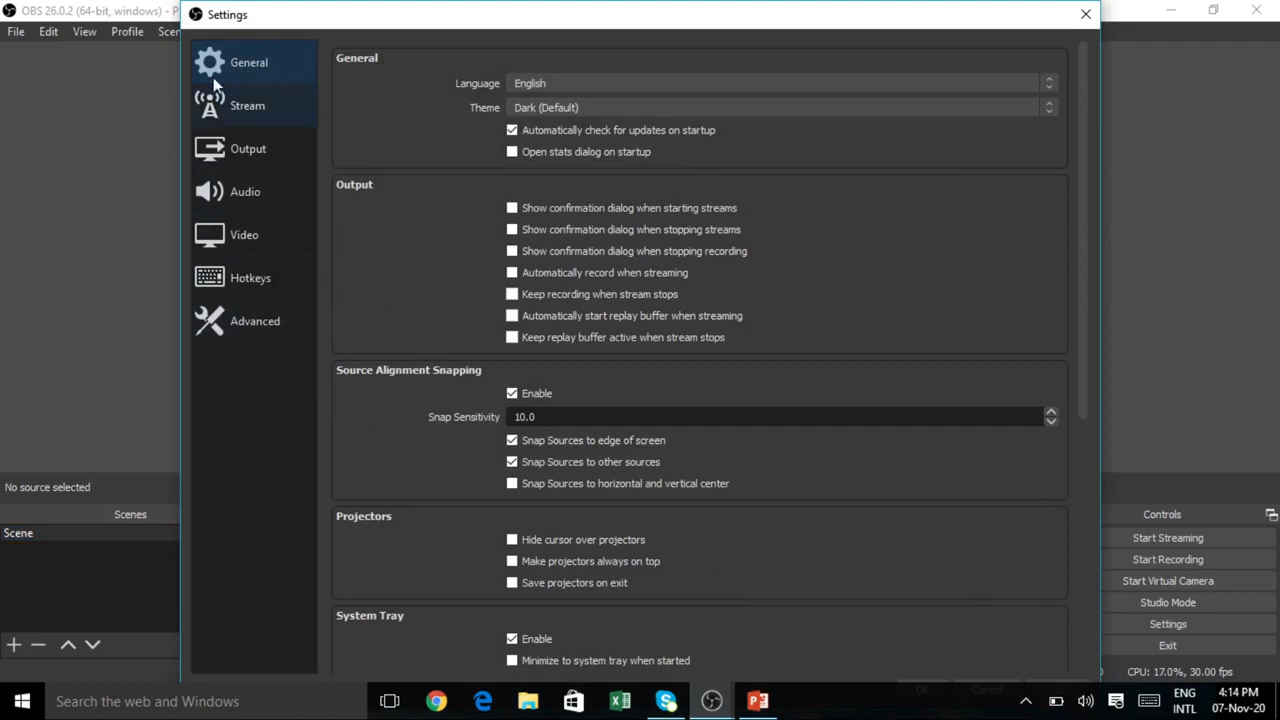 OBS 26.0.2 (64-bit, windows) - P
Settings
File Edit View Profile Scen
General
Stream
Output
Audio
Video
Hotkeys
Advanced
General
Language English
Theme Dark (Default)
Automatically check for updates on startup
Open stats dialog on startup
Output
Show confirmation dialog when starting streams
Show confirmation dialog when stopping streams
Show confirmation dialog when stopping recording
Automatically record when streaming
Keep recording when stream stops
Automatically start replay buffer when streaming
Keep replay buffer active when stream stops
Source Alignment Snapping
Enable
Snap Sensitivity 10.0
Snap Sources to edge of screen
Snap Sources to other sources
Snap Sources to horizontal and vertical center
Projectors
Hide cursor over projectors
Make projectors always on top
Save projectors on exit
System Tray
Enable
Minimize to system tray when started
OK Cancel
No source selected
Scenes
Scene
Controls
Start Streaming
Start Recording
Start Virtual Camera
Studio Mode
Settings
Exit
0 CPU: 17.0%, 30.00 fps
Search the web and Windows
ENG
INTL
4:14 PM
07-Nov-20